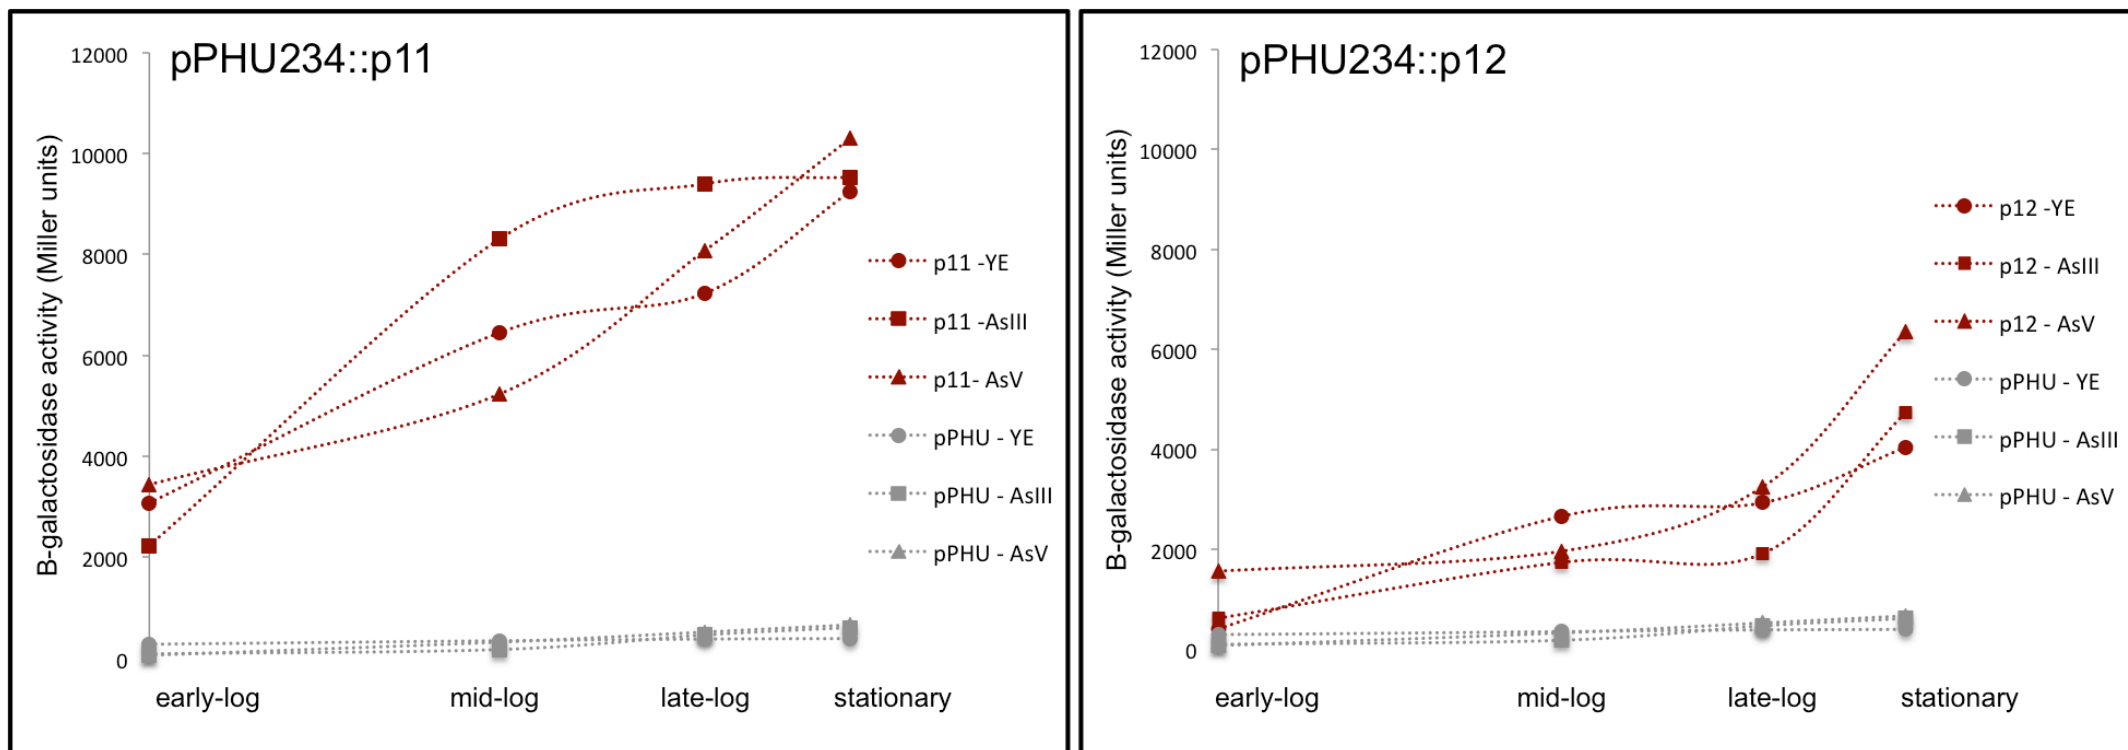 pPHU234::p11
B-galactosidase activity (Miller units)
12000
10000
8000
6000
4000
2000
0
early-log mid-log late-log stationary
p11 -YE
p11 -AsIII
p11- AsV
pPHU - YE
pPHU - AsIII
pPHU - AsV
pPHU234::p12
B-galactosidase activity (Miller units)
12000
10000
8000
6000
4000
2000
0
early-log mid-log late-log stationary
p12 -YE
p12 - AsIII
p12 - AsV
pPHU - YE
pPHU - AsIII
pPHU - AsV